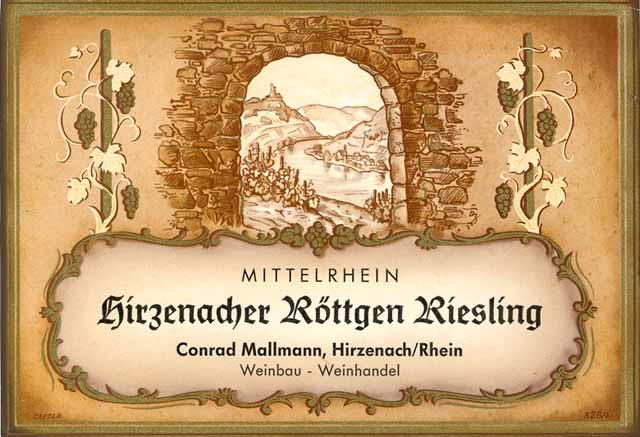 MITTELRHEIN
Hirzenacher Röttgen Riesling
Conrad Mallmann, Hirzenach/Rhein
Weinbau - Weinhandel